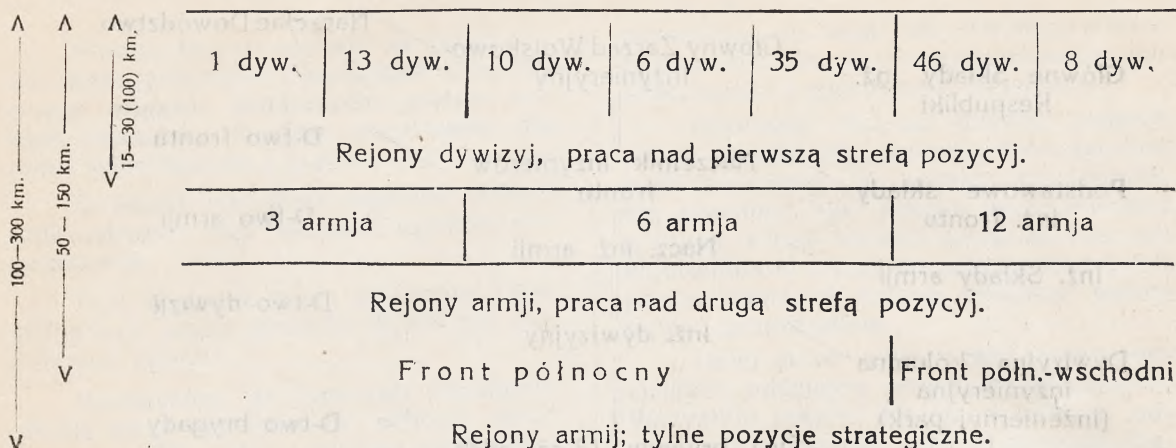 1 dyw. 13 dyw. 10 dyw. 6 dyw. 35 dyw. 46 dyw. 8 dyw.
15—30 (100) km.
Rejony dywizyj, praca nad pierwszą strefą pozycyj.
3 armja 6 armja 12 armja
50 — 150 km.
100—300 km.
Rejony armji, praca nad drugą strefą pozycyj.
Front północny Front półn.-wschodni
Rejony armij; tylne pozycje strategiczne.